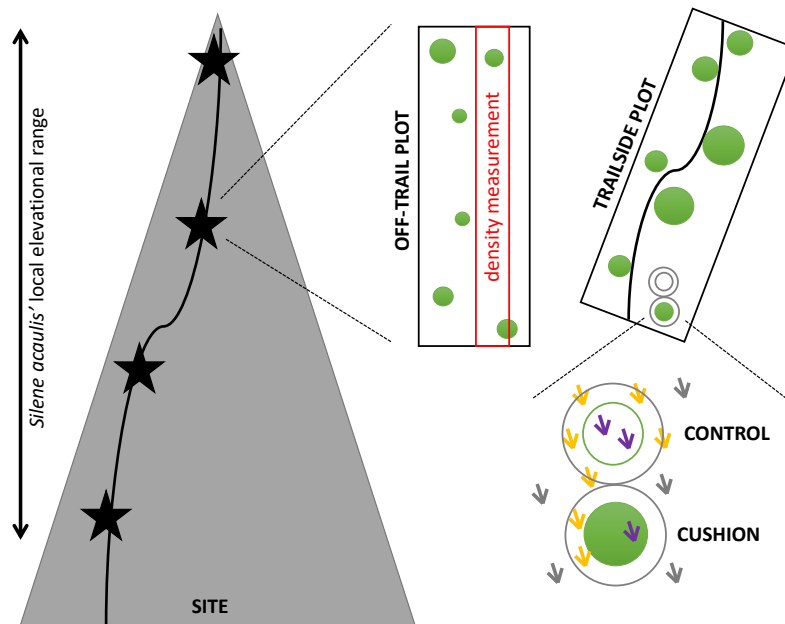 Silene acaulis’ local elevational range
SITE
OFF-TRAIL PLOT
density measurement
TRAILSIDE PLOT
CONTROL
CUSHION